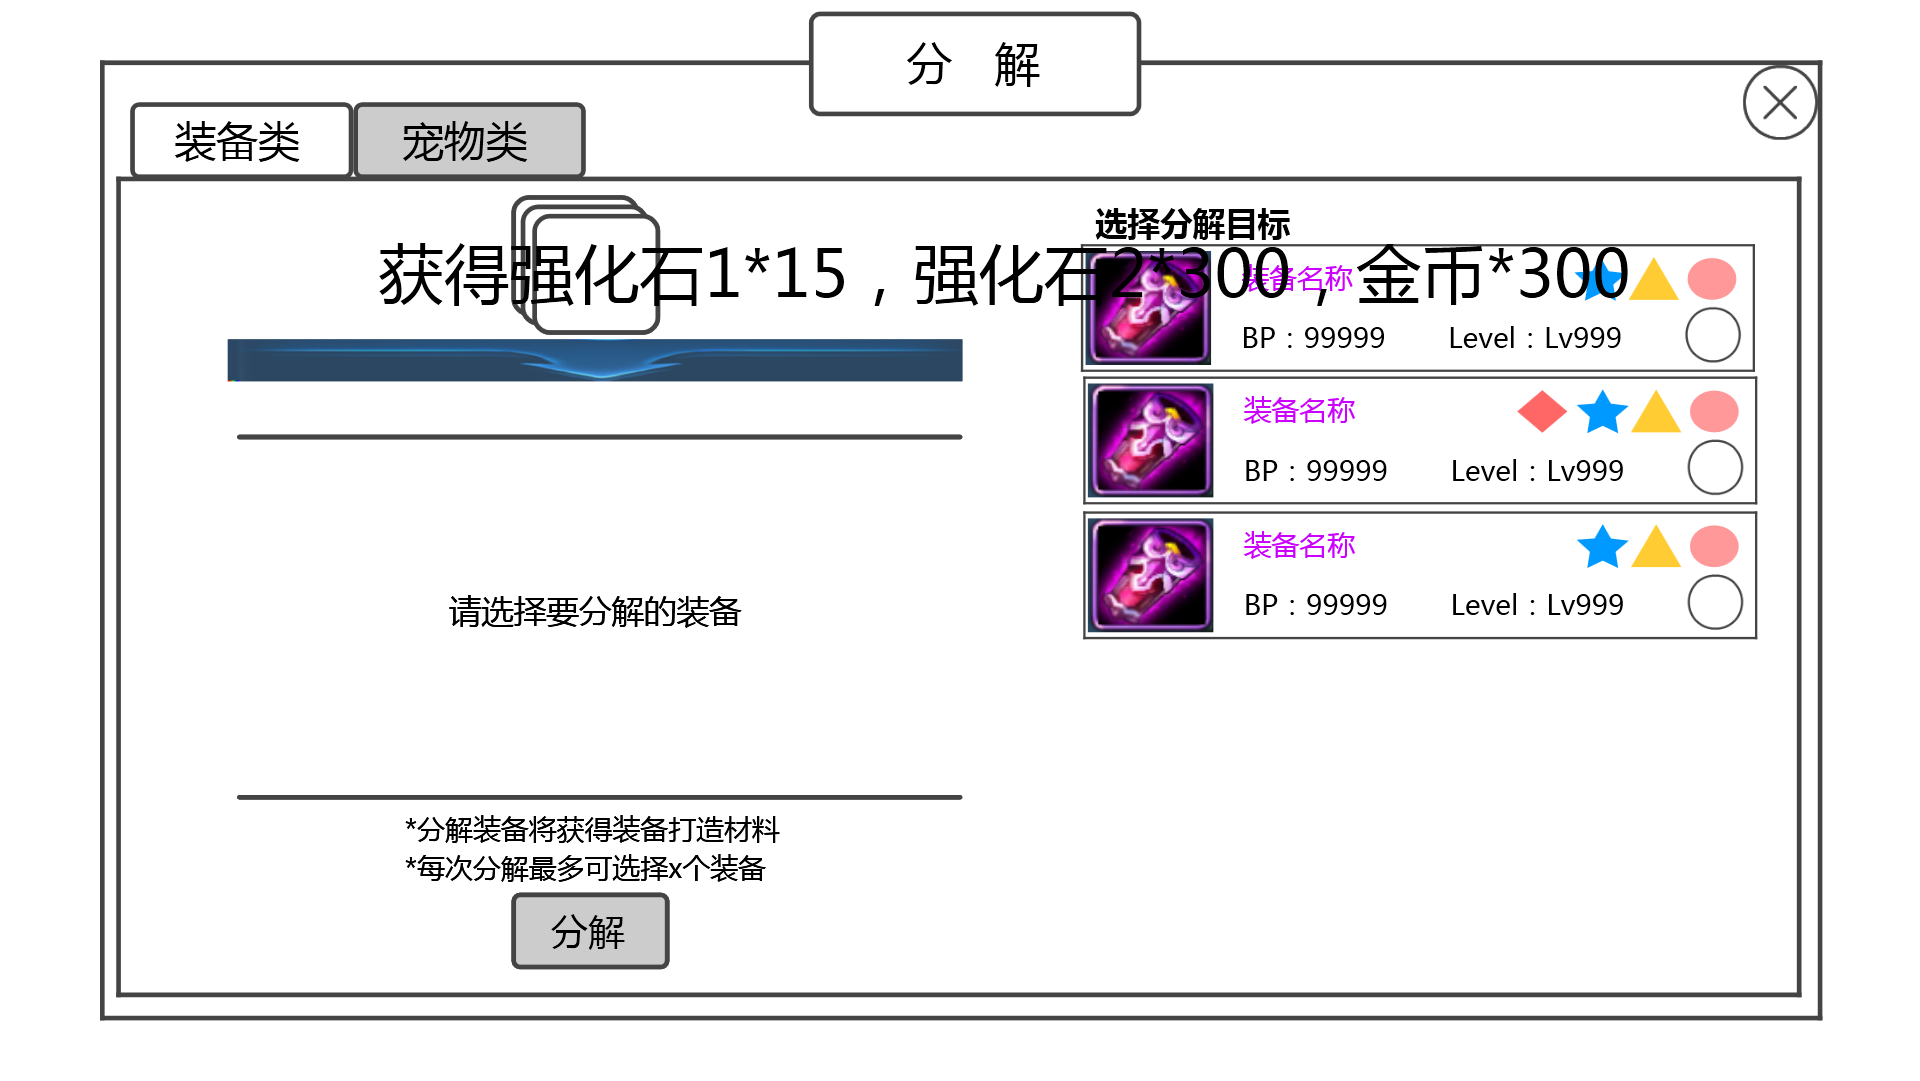 分 解
装备类
宠物类
选择分解目标
获得强化石1*15，强化石2*300，金币*300
装备名称
BP：99999 Level：Lv999
装备名称
BP：99999 Level：Lv999
装备名称
BP：99999 Level：Lv999
请选择要分解的装备
*分解装备将获得装备打造材料
*每次分解最多可选择x个装备
分解